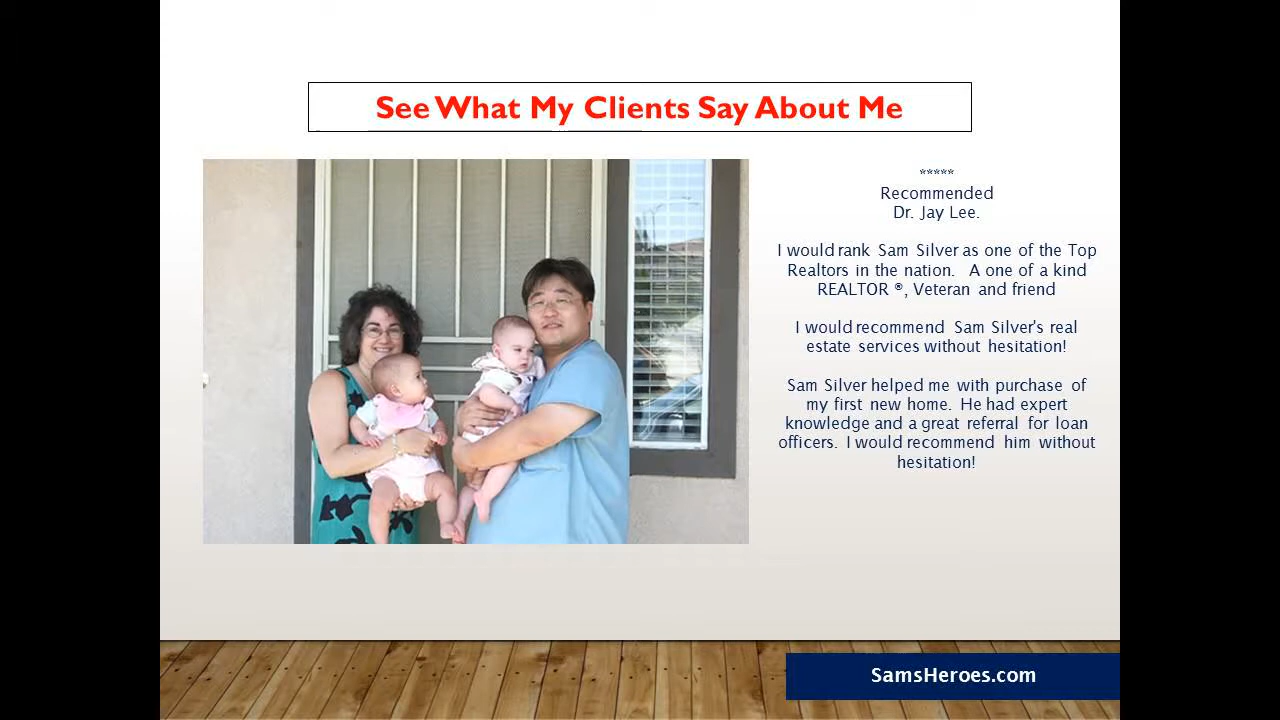 See What My Clients Say About Me
*****
Recommended
Dr. Jay Lee.
I would rank Sam Silver as one of the Top
Realtors in the nation. A one of a kind
REALTOR ®, Veteran and friend
I would recommend Sam Silver's real
estate services without hesitation!
Sam Silver helped me with purchase of
my first new home. He had expert
knowledge and a great referral for loan
officers. I would recommend him without
hesitation!
SamsHeroes.com